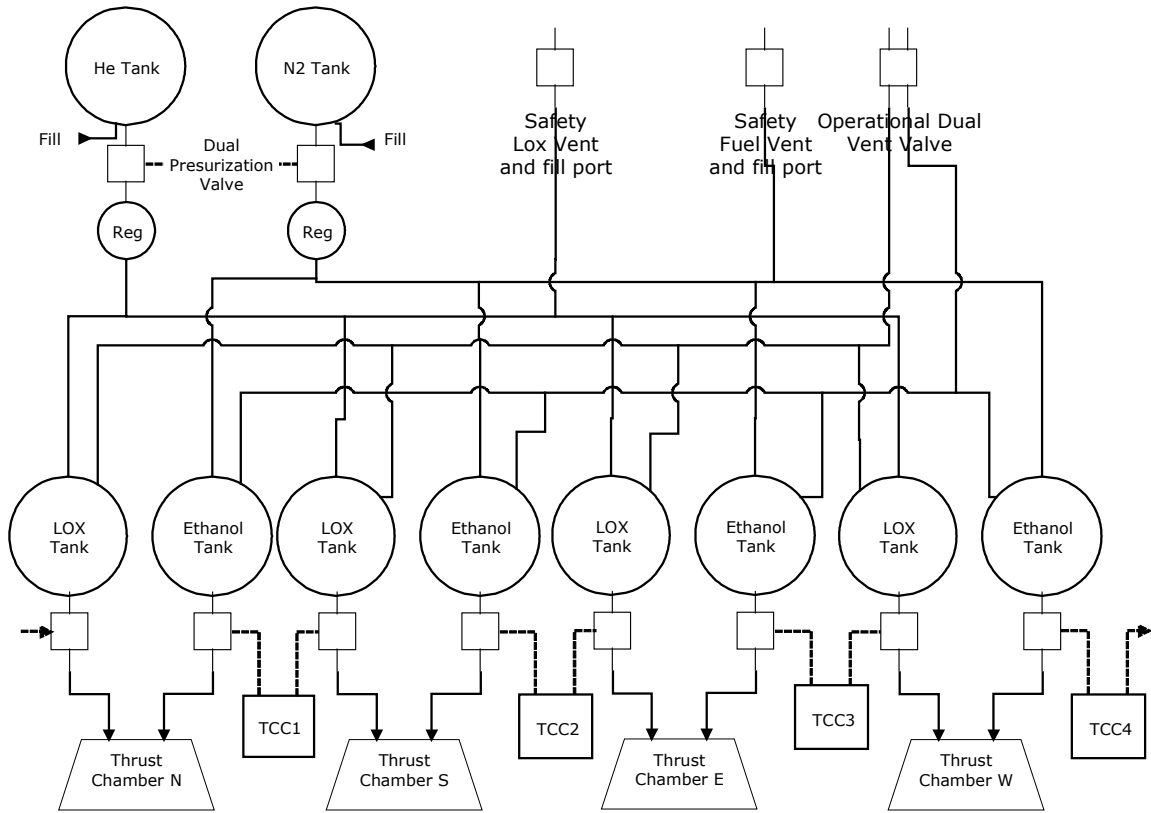 He Tank
N2 Tank
Fill
Dual
Presurization
Valve
Fill
Safety
Lox Vent
and fill port
Safety
Fuel Vent
and fill port
Operational Dual
Vent Valve
Reg
Reg
LOX
Tank
Ethanol
Tank
LOX
Tank
Ethanol
Tank
LOX
Tank
Ethanol
Tank
LOX
Tank
Ethanol
Tank
TCC1
TCC2
TCC3
TCC4
Thrust
Chamber N
Thrust
Chamber S
Thrust
Chamber E
Thrust
Chamber W